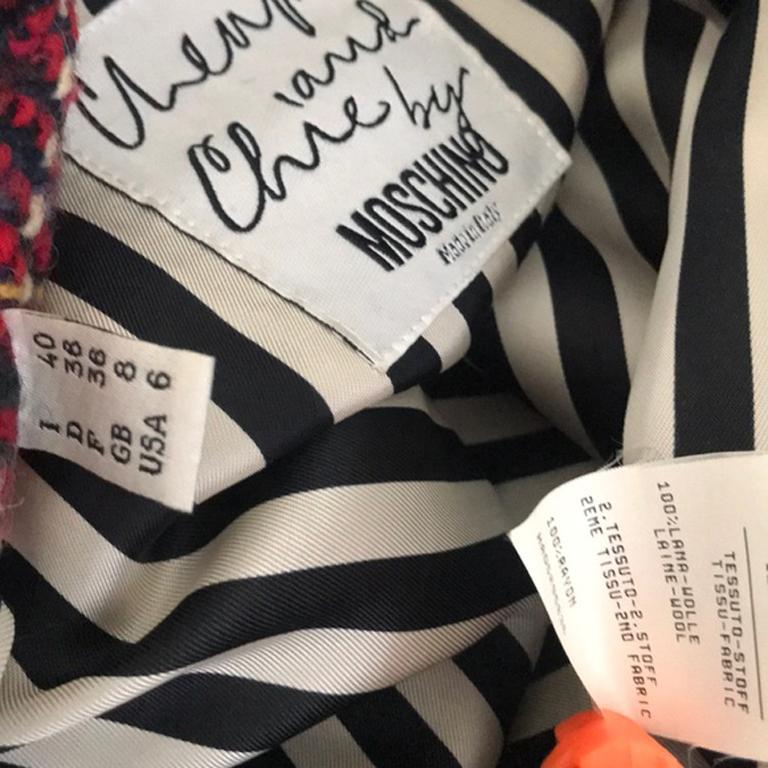 Cheap
and
Chic by
MOSCHINO
Made in Italy
I 40
D 38
F 36
GB 8
USA 6
TESSUTO-STOFF
TISSU-FABRIC
100%LANA-WOLLE
LAINE-WOOL
2.TESSUTO-2.STOFF
2EME TISSU-2ND FABRIC
100%RAYON